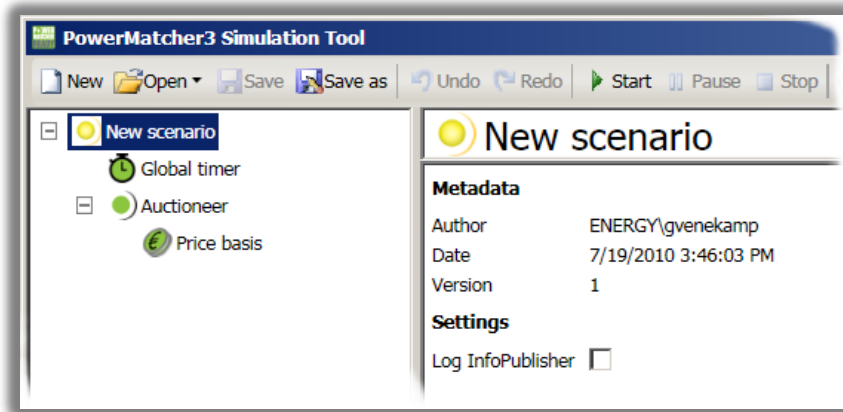 PowerMatcher3 Simulation Tool
New Open Save Save as Undo Redo Start Pause Stop
New scenario
Global timer
Auctioneer
Price basis
New scenario
Metadata
Author ENERGY\gvenekamp
Date 7/19/2010 3:46:03 PM
Version 1
Settings
Log InfoPublisher